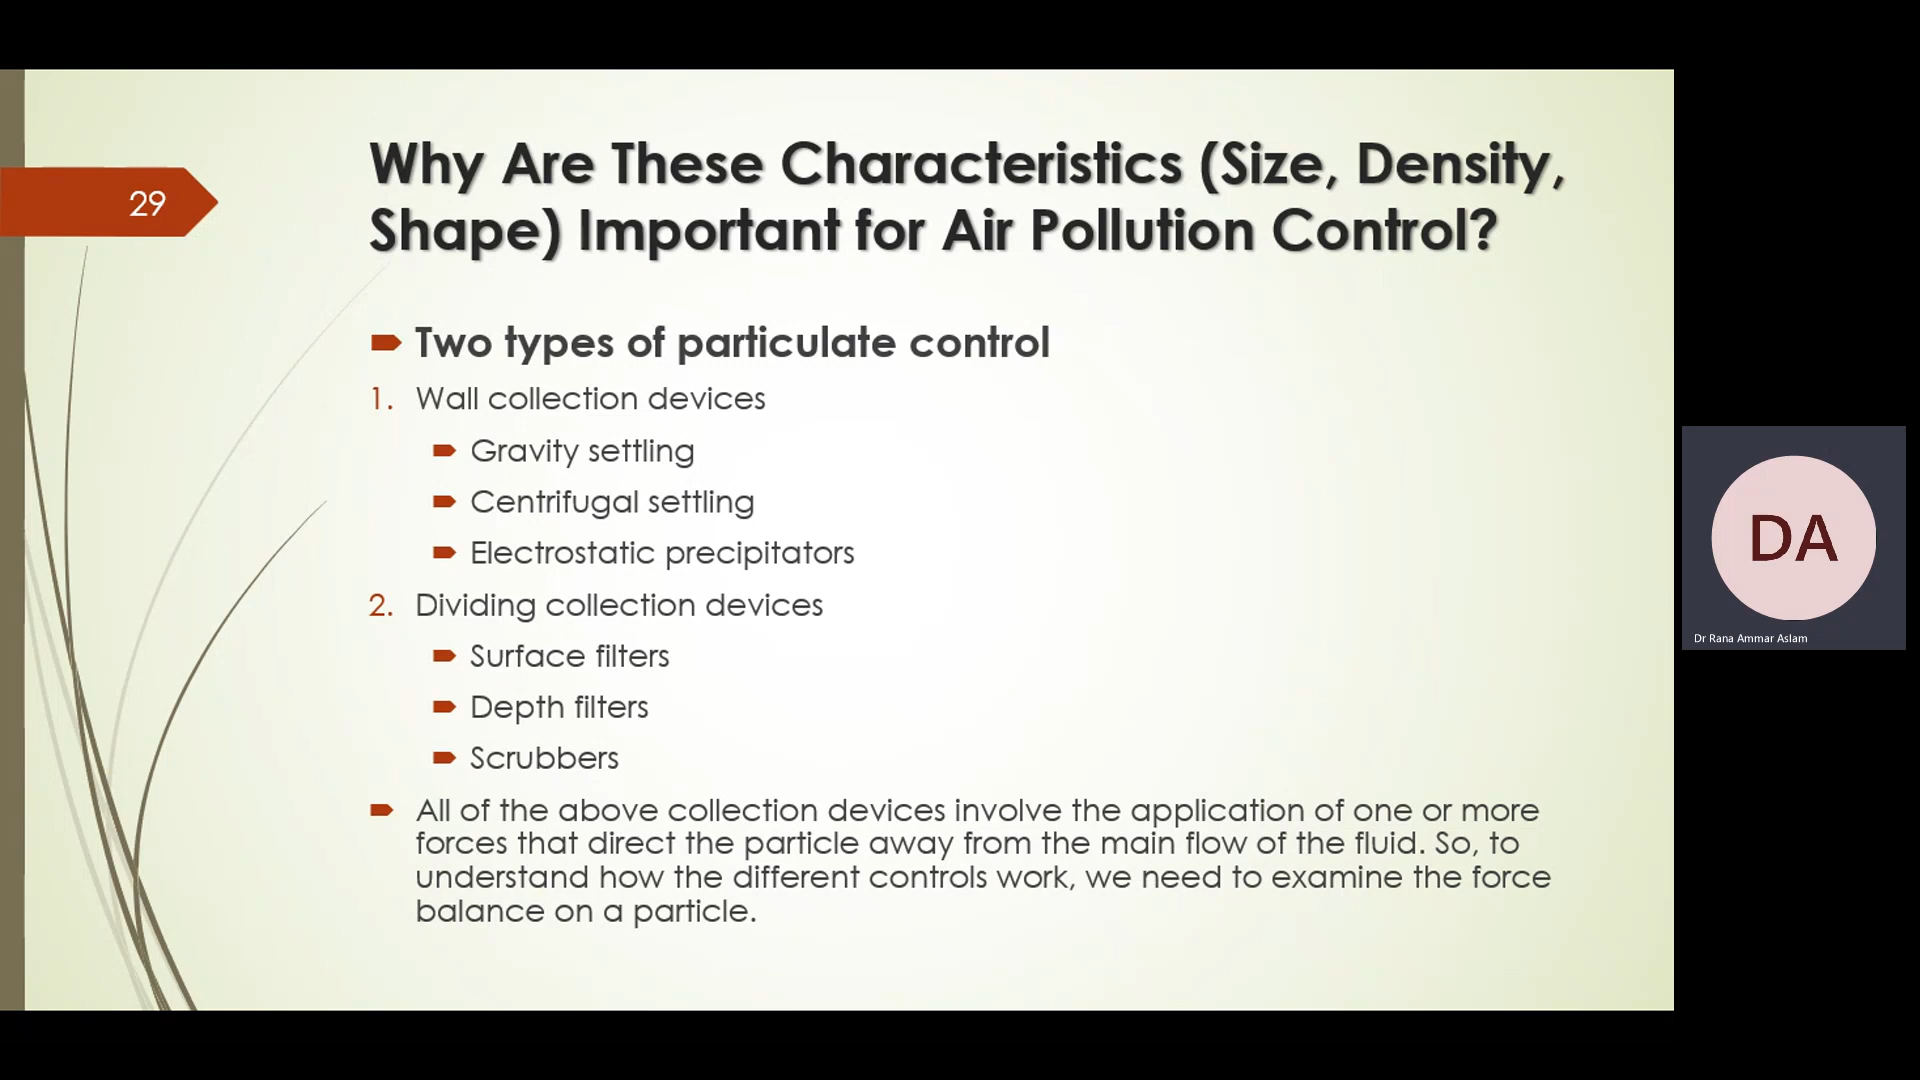 29
Why Are These Characteristics (Size, Density,
Shape) Important for Air Pollution Control?
Two types of particulate control
1. Wall collection devices
Gravity settling
Centrifugal settling
Electrostatic precipitators
2. Dividing collection devices
Surface filters
Depth filters
Scrubbers
All of the above collection devices involve the application of one or more
forces that direct the particle away from the main flow of the fluid. So, to
understand how the different controls work, we need to examine the force
balance on a particle.
DA
Dr Rana Ammar Aslam